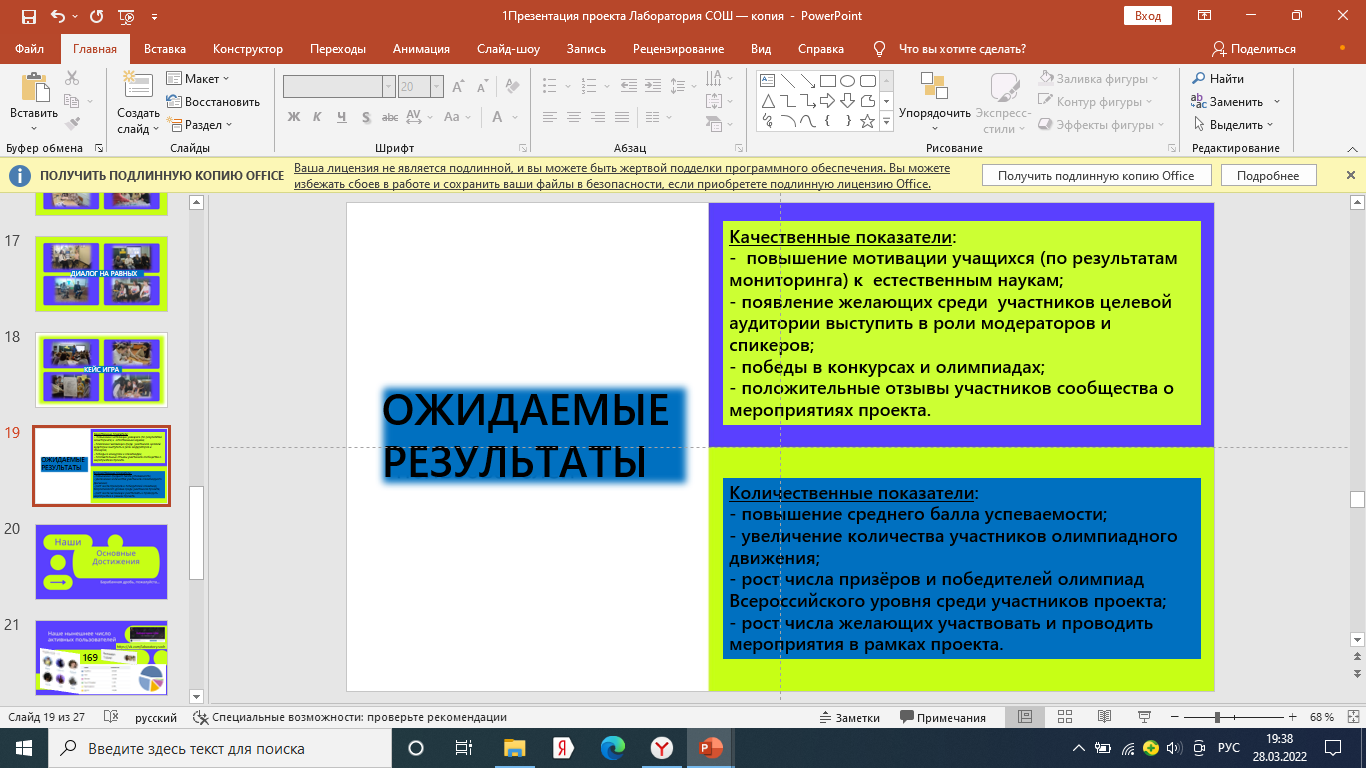 1Презентация проекта Лаборатория СОШ — копия - PowerPoint
Вход
Файл Главная Вставка Конструктор Переходы Анимация Слайд-шоу Запись Рецензирование Вид Справка Что вы хотите сделать? Поделиться
Вставить
Буфер обмена
Создать слайд
Макет
Восстановить
Раздел
Слайды
20
Ж К Ч S abc AV Aa A
Шрифт
Абзац
Упорядочить
Экспресс-стили
Заливка фигуры
Контур фигуры
Эффекты фигуры
Рисование
Найти
Заменить
Выделить
Редактирование
ПОЛУЧИТЬ ПОДЛИННУЮ КОПИЮ OFFICE
Ваша лицензия не является подлинной, и вы можете быть жертвой подделки программного обеспечения. Вы можете
избежать сбоев в работе и сохранить ваши файлы в безопасности, если приобретете подлинную лицензию Office.
Получить подлинную копию Office
Подробнее
17
ДИАЛОГ НА РАВНЫХ
18
КЕЙС ИГРА
19
ОЖИДАЕМЫЕ
РЕЗУЛЬТАТЫ
20
Наши
Основные
Достижения
21
Наше нынешнее число
активных пользователей
169
ОЖИДАЕМЫЕ
РЕЗУЛЬТАТЫ
Качественные показатели:
- повышение мотивации учащихся (по результатам
мониторинга) к естественным наукам;
- появление желающих среди участников целевой
аудитории выступить в роли модераторов и
спикеров;
- победы в конкурсах и олимпиадах;
- положительные отзывы участников сообщества о
мероприятиях проекта.
Количественные показатели:
- повышение среднего балла успеваемости;
- увеличение количества участников олимпиадного
движения;
- рост числа призёров и победителей олимпиад
Всероссийского уровня среди участников проекта;
- рост числа желающих участвовать и проводить
мероприятия в рамках проекта.
Слайд 19 из 27 русский Специальные возможности: проверьте рекомендации Заметки Примечания 68 %
Введите здесь текст для поиска
РУС
19:38
28.03.2022